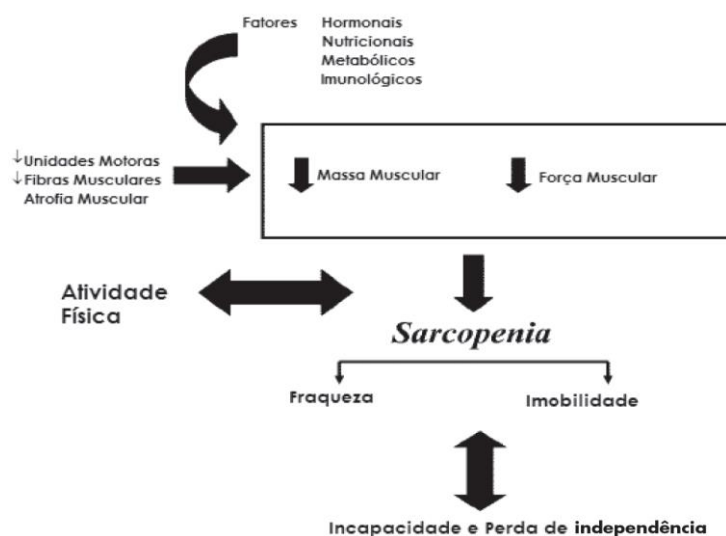 Fatores Hormonais
Nutricionais
Metabólicos
Imunológicos
↓Unidades Motoras
↓Fibras Musculares
Atrofia Muscular
Massa Muscular
Força Muscular
Atividade
Física
Sarcopenia
Fraqueza
Imobilidade
Incapacidade e Perda de independência